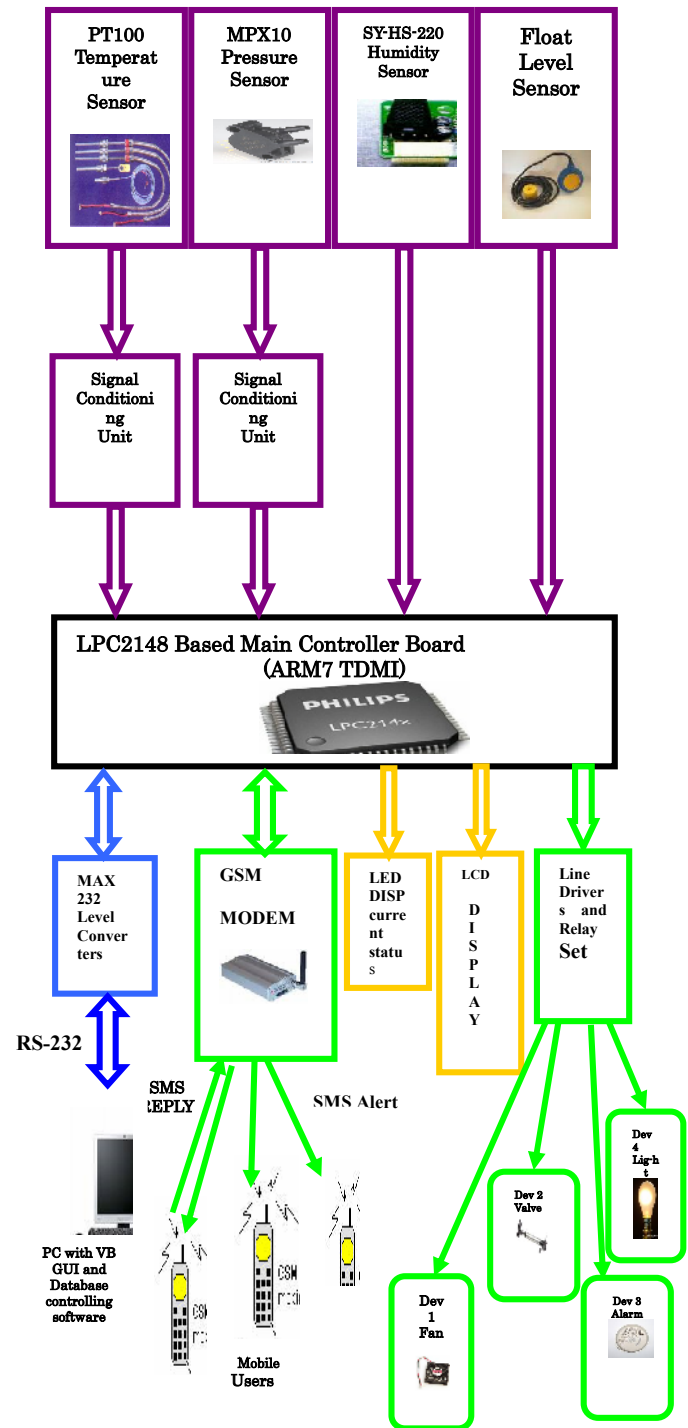 PT100
Temperat
ure
Sensor
MPX10
Pressure
Sensor
SY-HS-220
Humidity
Sensor
Float
Level
Sensor
Signal
Conditioni
ng
Unit
Signal
Conditioni
ng
Unit
LPC2148 Based Main Controller Board
(ARM7 TDMI)
PHILIPS
LPC214x
MAX
232
Level
Conver
ters
GSM
MODEM
LED
DISP
curre
nt
statu
s
LCD
D
I
S
P
L
A
Y
Line
Driver
s and
Relay
Set
RS-232
SMS
REPLY
SMS Alert
Dev
4
Lig-h
t
Dev 2
Valve
PC with VB
GUI and
Database
controlling
software
GSM
GSM
Mobile
Users
Dev
1
Fan
Dev 3
Alarm